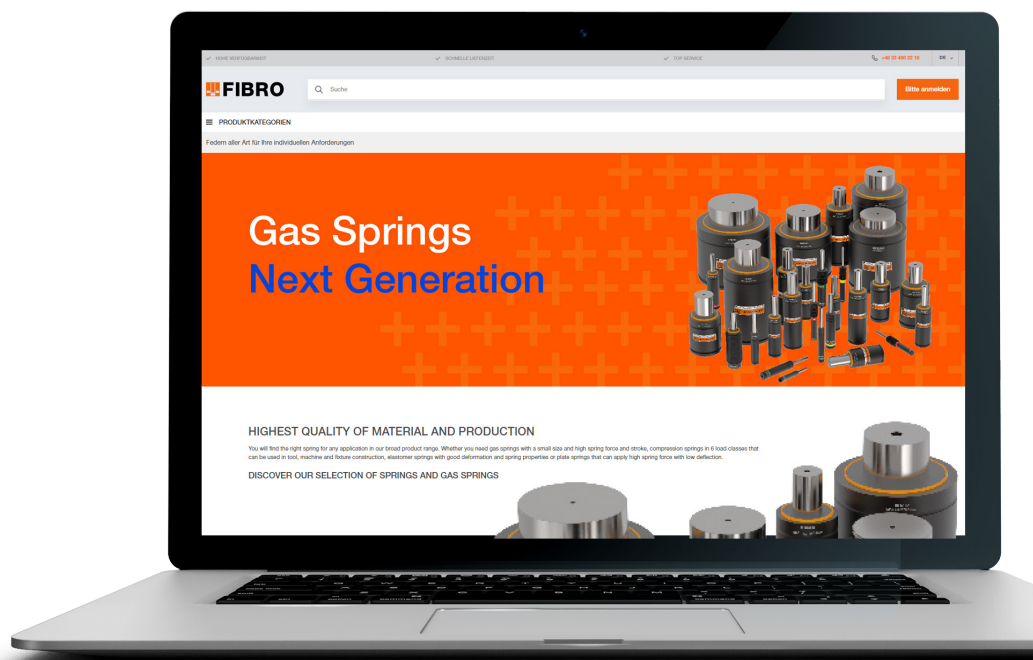 SCHNELLE LIEFERZEIT
TOP SERVICE
DE
FIBRO
Suche
Bitte anmelden
PRODUKTKATEGORIEN
Federn aller Art für Ihre individuellen Anforderungen
Gas Springs
Next Generation
HIGHEST QUALITY OF MATERIAL AND PRODUCTION
You will find the right spring for any application in our broad product range. Whether you need gas springs with a small size and high spring force and stroke, compression springs in 6 load classes that
can be used in tool, machine and fixture construction, elastomer springs with good deformation and spring properties or plate springs that can apply high spring force with low deflection.
DISCOVER OUR SELECTION OF SPRINGS AND GAS SPRINGS